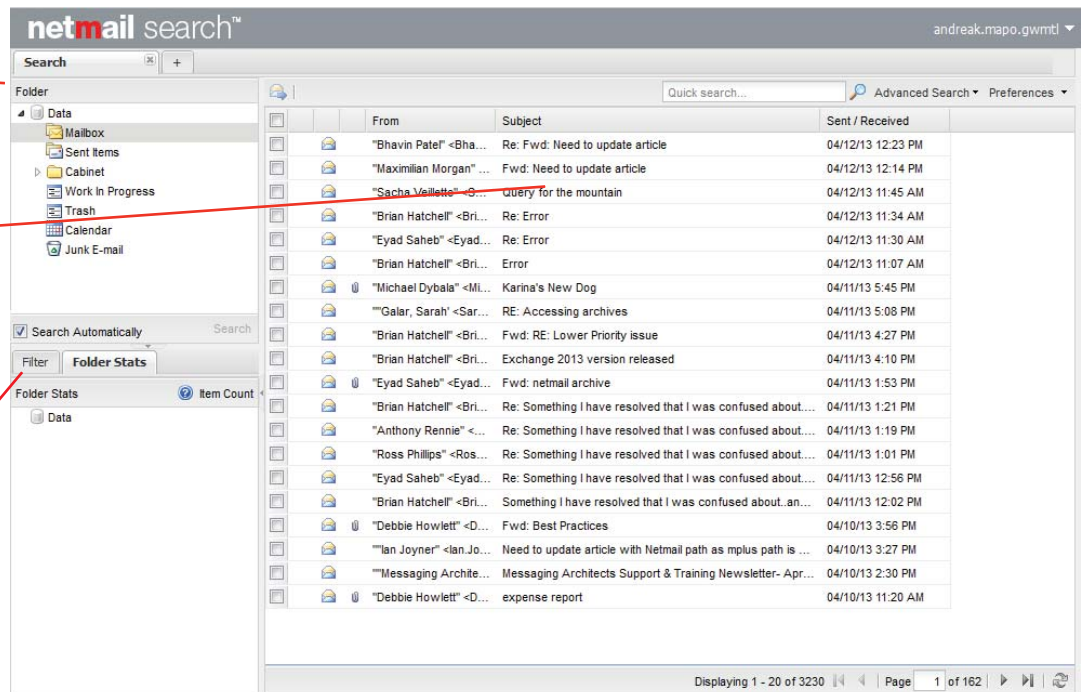 netmail search™
andreak.mapo.gwmtl
Search
+
Folder
Quick search...
Advanced Search
Preferences
Data
Mailbox
Sent Items
Cabinet
Work In Progress
Trash
Calendar
Junk E-mail
Search Automatically
Search
Filter
Folder Stats
Folder Stats
Item Count
Data
From Subject Sent / Received
"Bhavin Patel" <Bha... Re: Fwd: Need to update article 04/12/13 12:23 PM
"Maximilian Morgan" ... Fwd: Need to update article 04/12/13 12:14 PM
"Sacha Veillette" <S... Query for the mountain 04/12/13 11:45 AM
"Brian Hatchell" <Bri... Re: Error 04/12/13 11:34 AM
"Eyad Saheb" <Eyad... Re: Error 04/12/13 11:30 AM
"Brian Hatchell" <Bri... Error 04/12/13 11:07 AM
"Michael Dybala" <Mi... Karina's New Dog 04/11/13 5:45 PM
"'Galar, Sarah' <Sar... RE: Accessing archives 04/11/13 5:08 PM
"Brian Hatchell" <Bri... Fwd: RE: Lower Priority issue 04/11/13 4:27 PM
"Brian Hatchell" <Bri... Exchange 2013 version released 04/11/13 4:10 PM
"Eyad Saheb" <Eyad... Fwd: netmail archive 04/11/13 1:53 PM
"Brian Hatchell" <Bri... Re: Something I have resolved that I was confused about.... 04/11/13 1:21 PM
"Anthony Rennie" <... Re: Something I have resolved that I was confused about.... 04/11/13 1:19 PM
"Ross Phillips" <Ros... Re: Something I have resolved that I was confused about.... 04/11/13 1:01 PM
"Eyad Saheb" <Eyad... Re: Something I have resolved that I was confused about.... 04/11/13 12:56 PM
"Brian Hatchell" <Bri... Something I have resolved that I was confused about..an... 04/11/13 12:02 PM
"Debbie Howlett" <D... Fwd: Best Practices 04/10/13 3:56 PM
""Ian Joyner" <Ian.Jo... Need to update article with Netmail path as mplus path is ... 04/10/13 3:27 PM
""Messaging Archite... Messaging Architects Support & Training Newsletter- Apr... 04/10/13 2:30 PM
"Debbie Howlett" <D... expense report 04/10/13 11:20 AM
Displaying 1 - 20 of 3230 Page 1 of 162